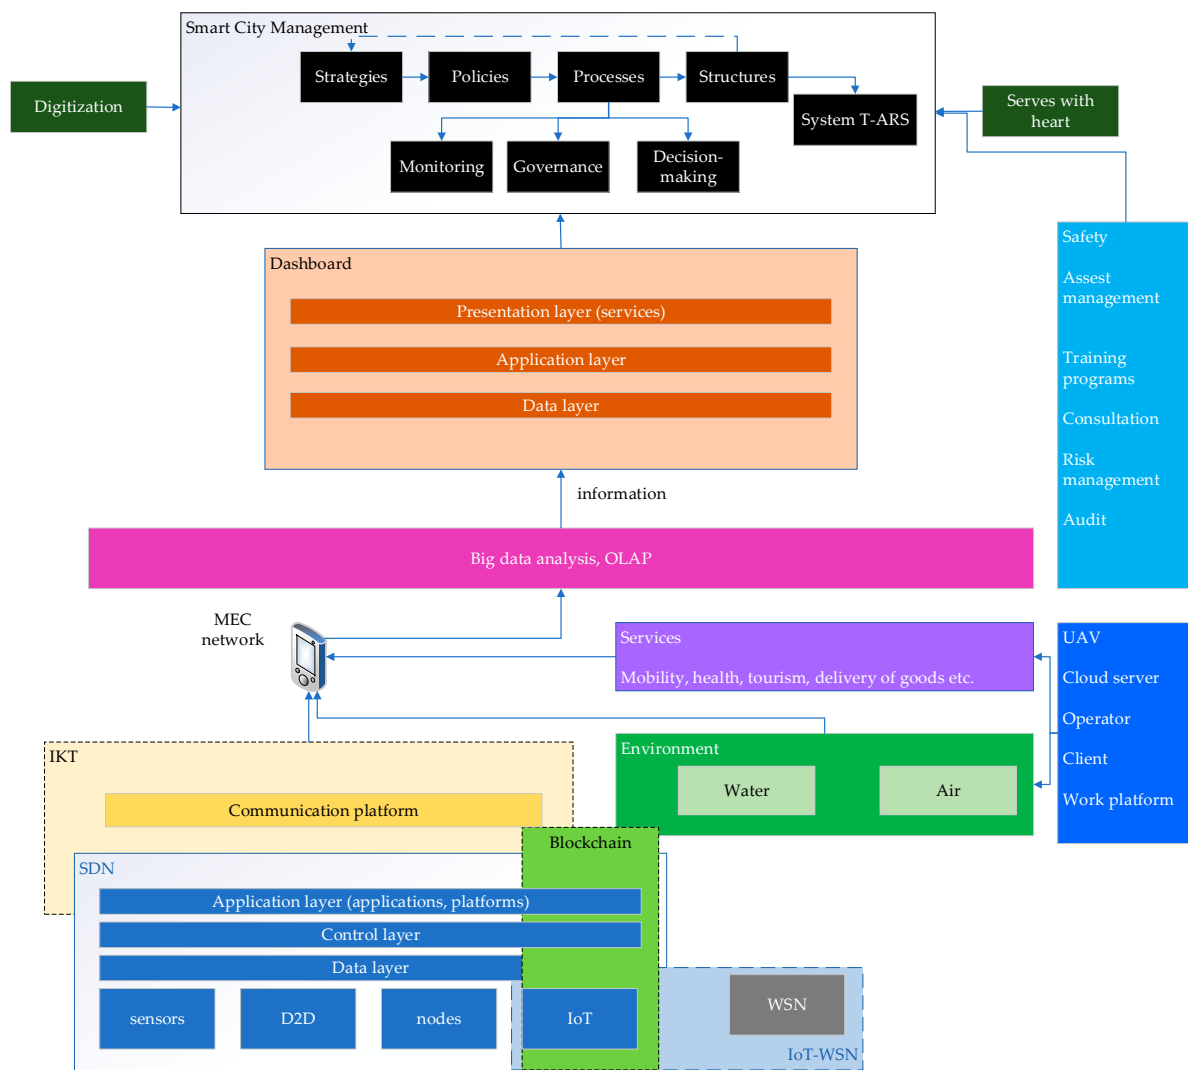 Smart City Management
Strategies
Policies
Processes
Structures
Digitization
System T-ARS
Serves with
heart
Monitoring
Governance
Decision-
making
Dashboard
Presentation layer (services)
Application layer
Data layer
Safety
Assest
management
Training
programs
Consultation
Risk
management
Audit
information
Big data analysis, OLAP
MEC
network
Services
Mobility, health, tourism, delivery of goods etc.
UAV
Cloud server
Operator
Client
Work platform
IKT
Communication platform
Environment
Water
Air
Blockchain
SDN
Application layer (applications, platforms)
Control layer
Data layer
sensors
D2D
nodes
IoT
WSN
IoT-WSN